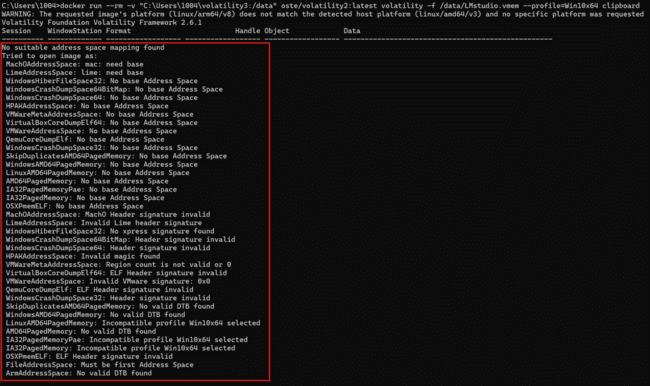 C:\Users\1004>docker run --rm -v "C:\Users\1004\volatility3:/data" oste/volatility2:latest volatility -f /data/LMstudio.vmem --profile=Win10x64 clipboard
WARNING: The requested image's platform (linux/arm64/v8) does not match the detected host platform (linux/amd64/v3) and no specific platform was requested
Volatility Foundation Volatility Framework 2.6.1
Session    WindowStation Format                 Handle Object             Data
---------- ------------- ------------------ ------------------ ------------------ --------------------------------------------------
No suitable address space mapping found
Tried to open image as:
 MachOAddressSpace: mac: need base
 LimeAddressSpace: lime: need base
 WindowsHiberFileSpace32: No base Address Space
 WindowsCrashDumpSpace64BitMap: No base Address Space
 WindowsCrashDumpSpace64: No base Address Space
 HPAKAddressSpace: No base Address Space
 VMWareMetaAddressSpace: No base Address Space
 VirtualBoxCoreDumpElf64: No base Address Space
 VMWareAddressSpace: No base Address Space
 QemuCoreDumpElf: No base Address Space
 WindowsCrashDumpSpace32: No base Address Space
 SkipDuplicatesAMD64PagedMemory: No base Address Space
 WindowsAMD64PagedMemory: No base Address Space
 LinuxAMD64PagedMemory: No base Address Space
 AMD64PagedMemory: No base Address Space
 IA32PagedMemoryPae: No base Address Space
 IA32PagedMemory: No base Address Space
 OSXPmemELF: No base Address Space
 MachOAddressSpace: MachO Header signature invalid
 LimeAddressSpace: Invalid Lime header signature
 WindowsHiberFileSpace32: No xpress signature found
 WindowsCrashDumpSpace64BitMap: Header signature invalid
 WindowsCrashDumpSpace64: Header signature invalid
 HPAKAddressSpace: Invalid magic found
 VMWareMetaAddressSpace: Region count is not valid or 0
 VirtualBoxCoreDumpElf64: ELF Header signature invalid
 VMWareAddressSpace: Invalid VMware signature: 0x0
 QemuCoreDumpElf: ELF Header signature invalid
 WindowsCrashDumpSpace32: Header signature invalid
 SkipDuplicatesAMD64PagedMemory: No valid DTB found
 WindowsAMD64PagedMemory: No valid DTB found
 LinuxAMD64PagedMemory: Incompatible profile Win10x64 selected
 AMD64PagedMemory: No valid DTB found
 IA32PagedMemoryPae: Incompatible profile Win10x64 selected
 IA32PagedMemory: Incompatible profile Win10x64 selected
 OSXPmemELF: ELF Header signature invalid
 FileAddressSpace: Must be first Address Space
 ArmAddressSpace: No valid DTB found